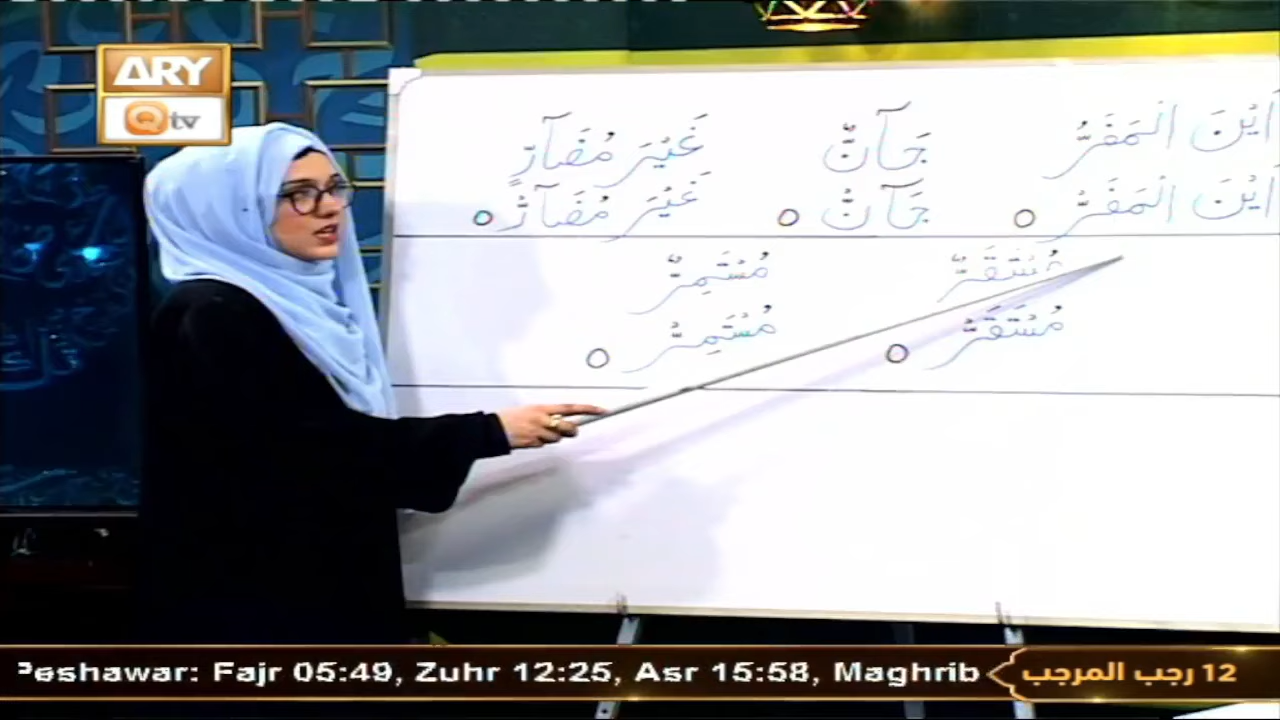 ARY
Qtv
اَيْنَ الْمَفَرُّ جَآنٌّ غَيْرَ مُضَآرٍّ
اَيْنَ الْمَفَرُّ ○ جَآنّْ ○ غَيْرَ مُضَآرّْ ○
مُسْتَقَرٌّ مُسْتَمِرٌّ
مُسْتَقَرّْ ○ مُسْتَمِرّْ ○
Peshawar: Fajr 05:49, Zuhr 12:25, Asr 15:58, Maghrib
12 رجب المرجب